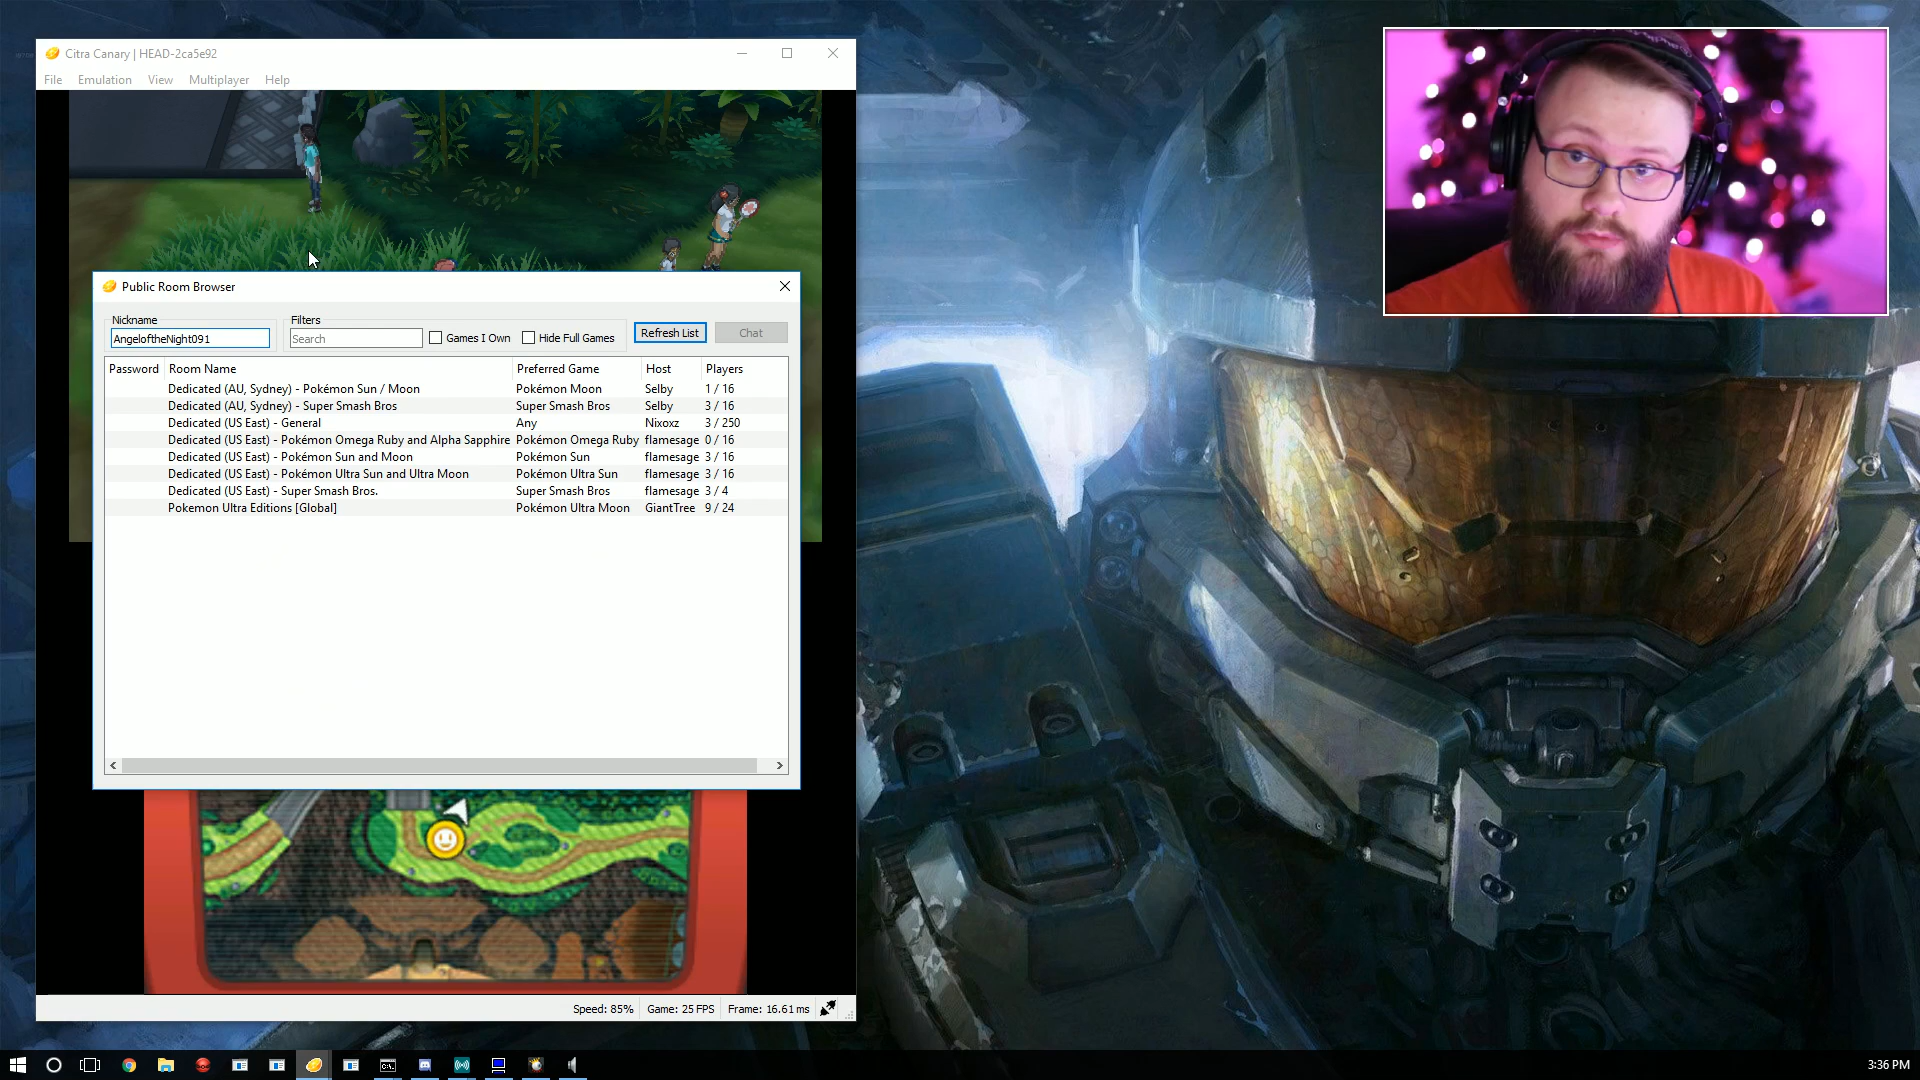 Citra Canary | HEAD-2ca5e92
File Emulation View Multiplayer Help
Public Room Browser
Nickname Filters
AngeloftheNight091 Search Games I Own Hide Full Games Refresh List Chat
Password Room Name Preferred Game Host Players
Dedicated (AU, Sydney) - Pokémon Sun / Moon Pokémon Moon Selby 1 / 16
Dedicated (AU, Sydney) - Super Smash Bros Super Smash Bros Selby 3 / 16
Dedicated (US East) - General Any Nixoxz 3 / 250
Dedicated (US East) - Pokémon Omega Ruby and Alpha Sapphire Pokémon Omega Ruby flamesage 0 / 16
Dedicated (US East) - Pokémon Sun and Moon Pokémon Sun flamesage 3 / 16
Dedicated (US East) - Pokémon Ultra Sun and Ultra Moon Pokémon Ultra Sun flamesage 3 / 16
Dedicated (US East) - Super Smash Bros. Super Smash Bros flamesage 3 / 4
Pokemon Ultra Editions [Global] Pokémon Ultra Moon GiantTree 9 / 24
Speed: 85% Game: 25 FPS Frame: 16.61 ms
3:36 PM